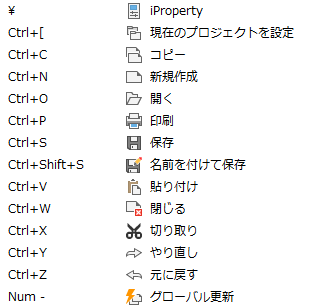 ¥ iProperty
Ctrl+[ 現在のプロジェクトを設定
Ctrl+C コピー
Ctrl+N 新規作成
Ctrl+O 開く
Ctrl+P 印刷
Ctrl+S 保存
Ctrl+Shift+S 名前を付けて保存
Ctrl+V 貼り付け
Ctrl+W 閉じる
Ctrl+X 切り取り
Ctrl+Y やり直し
Ctrl+Z 元に戻す
Num - グローバル更新